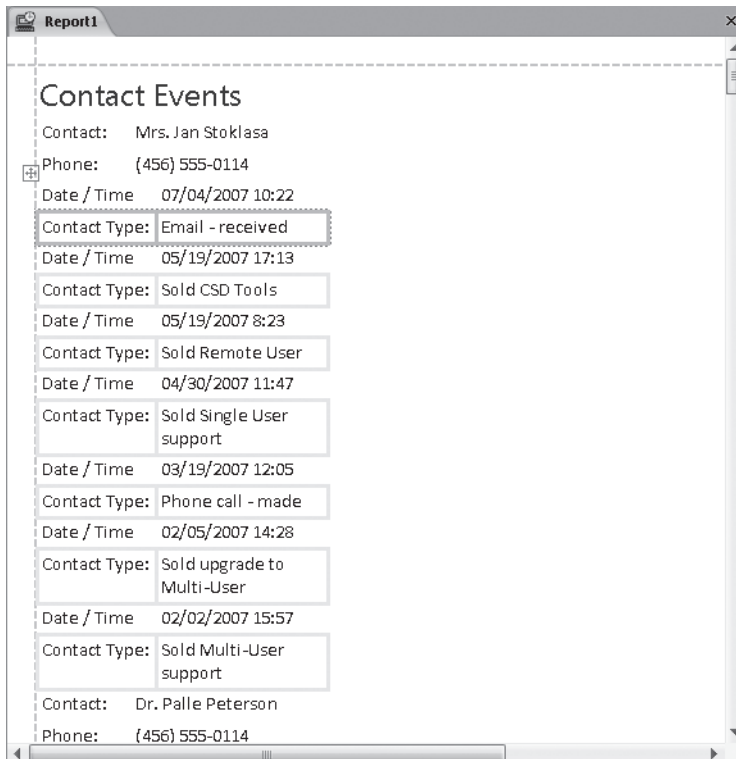 Report1
Contact Events
Contact: Mrs. Jan Stoklasa
Phone: (456) 555-0114
Date / Time 07/04/2007 10:22
Contact Type: Email - received
Date / Time 05/19/2007 17:13
Contact Type: Sold CSD Tools
Date / Time 05/19/2007 8:23
Contact Type: Sold Remote User
Date / Time 04/30/2007 11:47
Contact Type: Sold Single User
support
Date / Time 03/19/2007 12:05
Contact Type: Phone call - made
Date / Time 02/05/2007 14:28
Contact Type: Sold upgrade to
Multi-User
Date / Time 02/02/2007 15:57
Contact Type: Sold Multi-User
support
Contact: Dr. Palle Peterson
Phone: (456) 555-0114